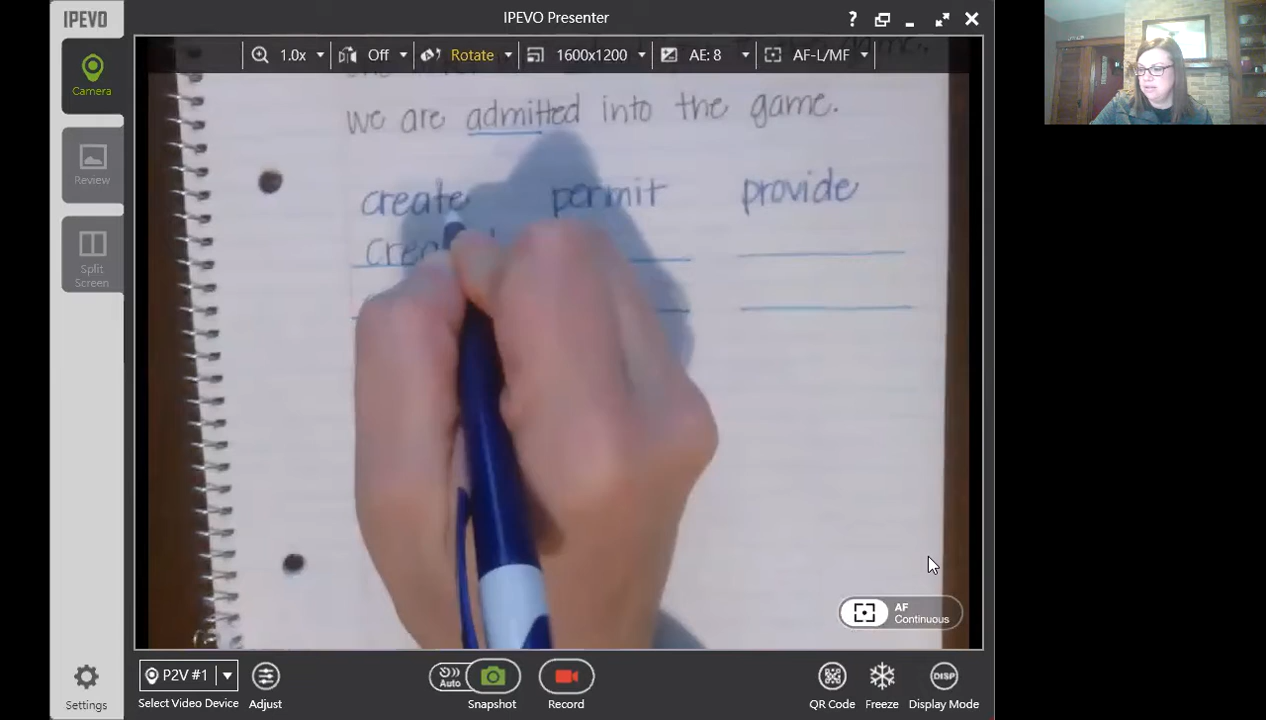 IPEVO
IPEVO Presenter
?
1.0x
Off
Rotate
1600x1200
AE: 8
AF-L/MF
Camera
Review
Split
Screen
Settings
we are admitted into the game.
create permit provide
AF
Continuous
P2V #1
Select Video Device
Adjust
Auto
Snapshot
Record
QR Code
Freeze
DISP
Display Mode